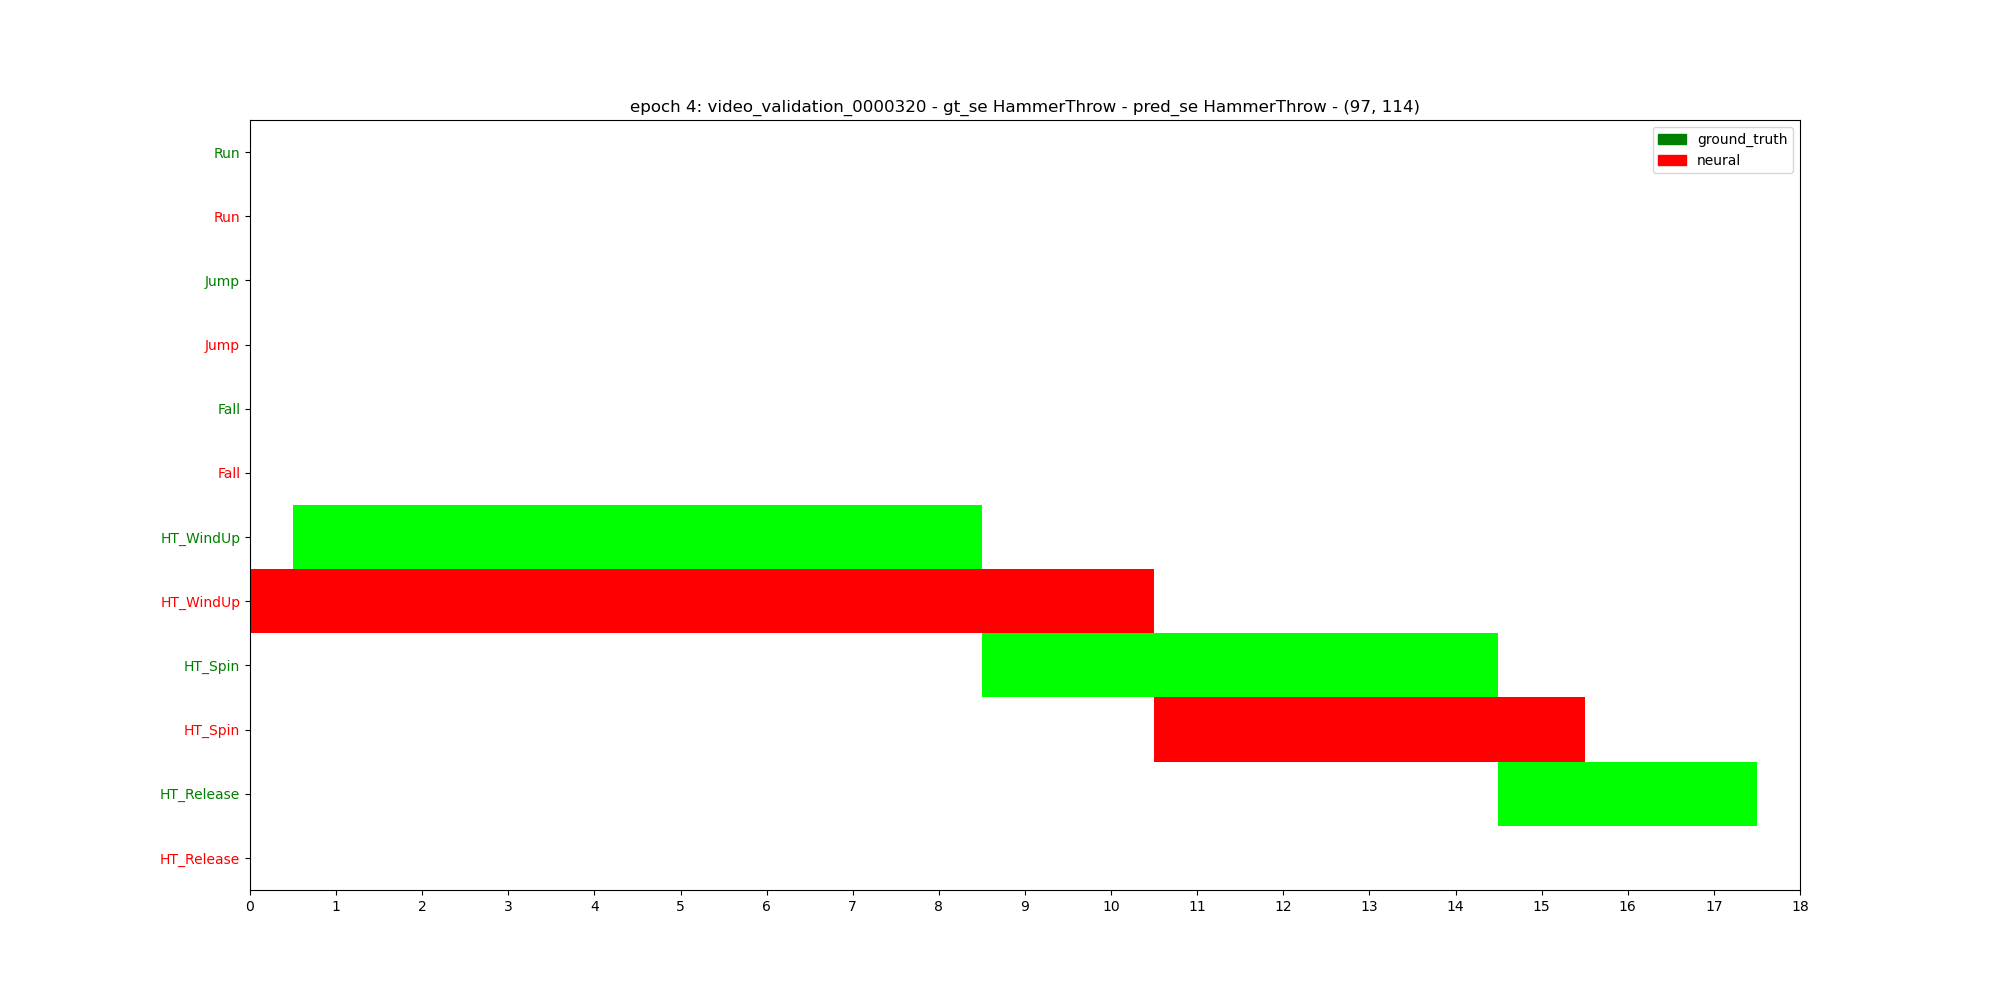 epoch 4: video_validation_0000320 - gt_se HammerThrow - pred_se HammerThrow - (97, 114)
ground_truth
neural
Run
Run
Jump
Jump
Fall
Fall
HT_WindUp
HT_WindUp
HT_Spin
HT_Spin
HT_Release
HT_Release
0 1 2 3 4 5 6 7 8 9 10 11 12 13 14 15 16 17 18